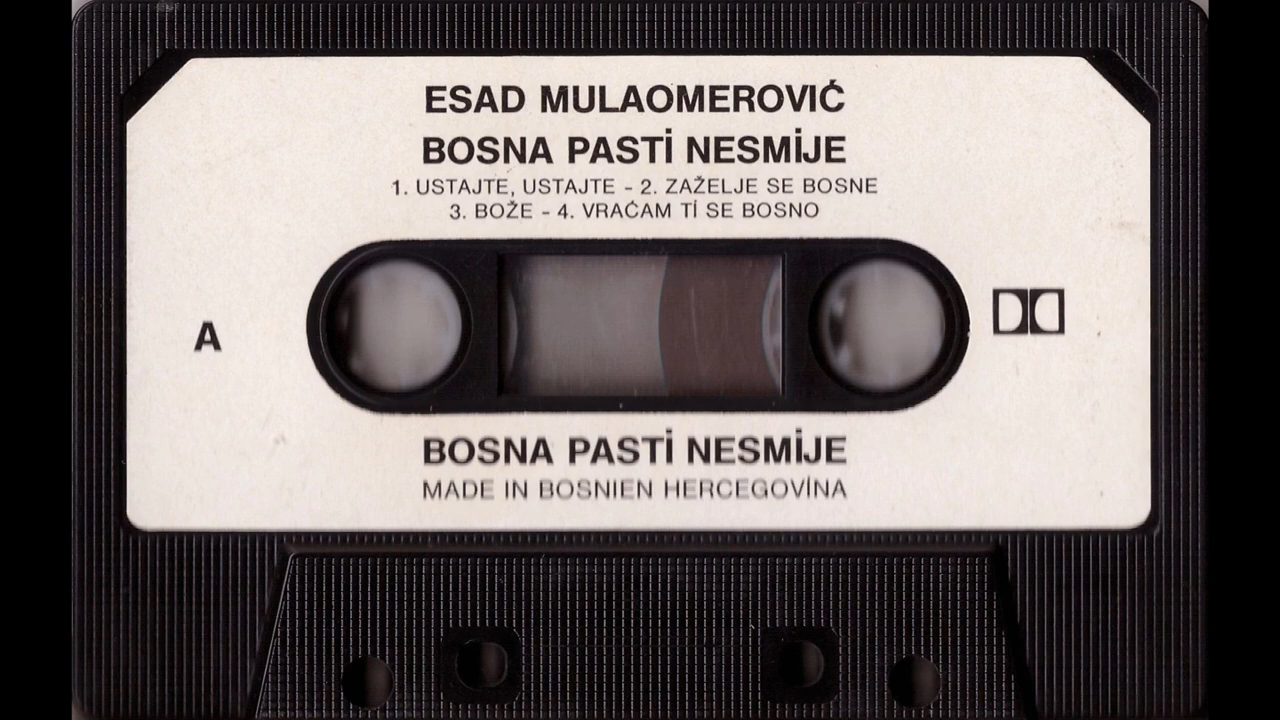 ESAD MULAOMEROVIĆ
BOSNA PASTİ NESMİJE
1. USTAJTE, USTAJTE - 2. ZAŽELJE SE BOSNE
3. BOŽE - 4. VRAĆAM Tİ SE BOSNO
A
BOSNA PASTİ NESMİJE
MADE IN BOSNIEN HERCEGOVİNA